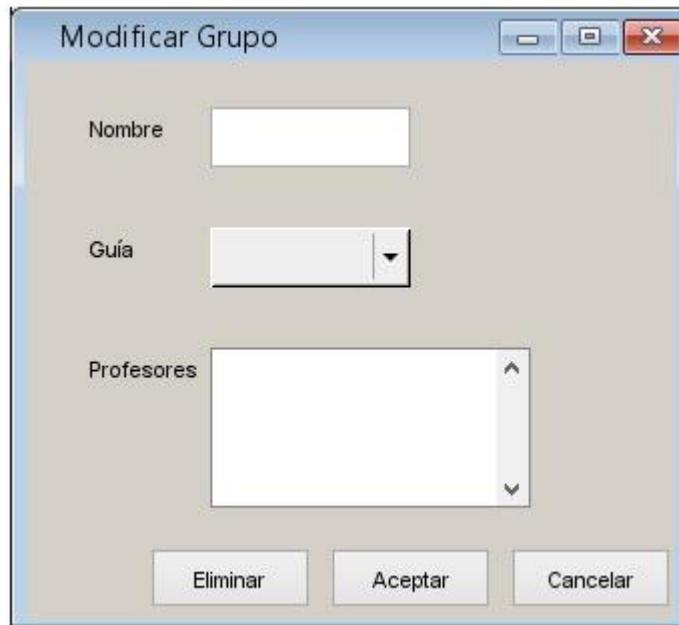 Modificar Grupo
Nombre
Guía
Profesores
Eliminar Aceptar Cancelar